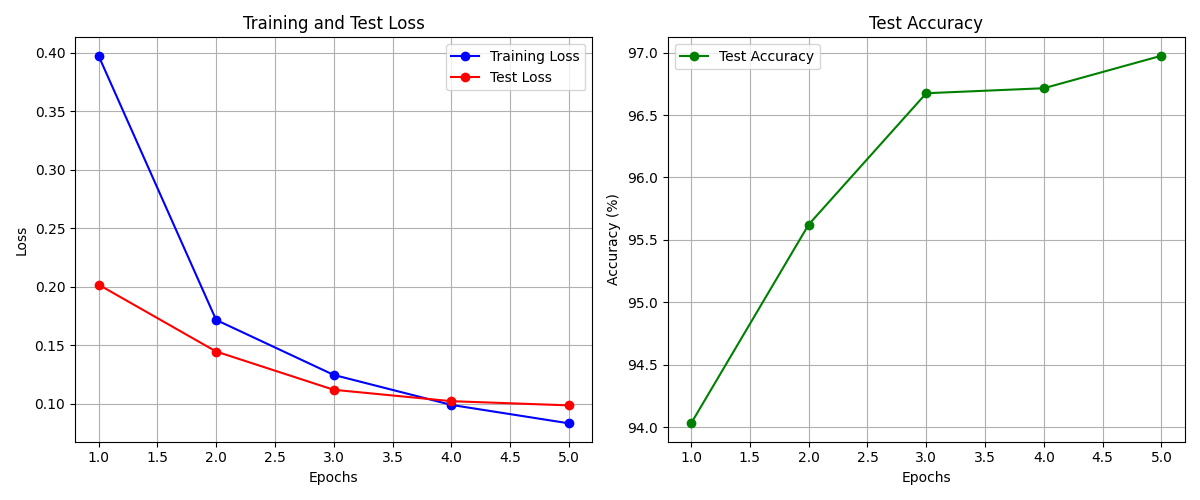 Training and Test Loss
Training Loss
Test Loss
0.40
0.35
0.30
0.25
0.20
0.15
0.10
Loss
1.0 1.5 2.0 2.5 3.0 3.5 4.0 4.5 5.0
Epochs
Test Accuracy
Test Accuracy
97.0
96.5
96.0
95.5
95.0
94.5
94.0
Accuracy (%)
1.0 1.5 2.0 2.5 3.0 3.5 4.0 4.5 5.0
Epochs